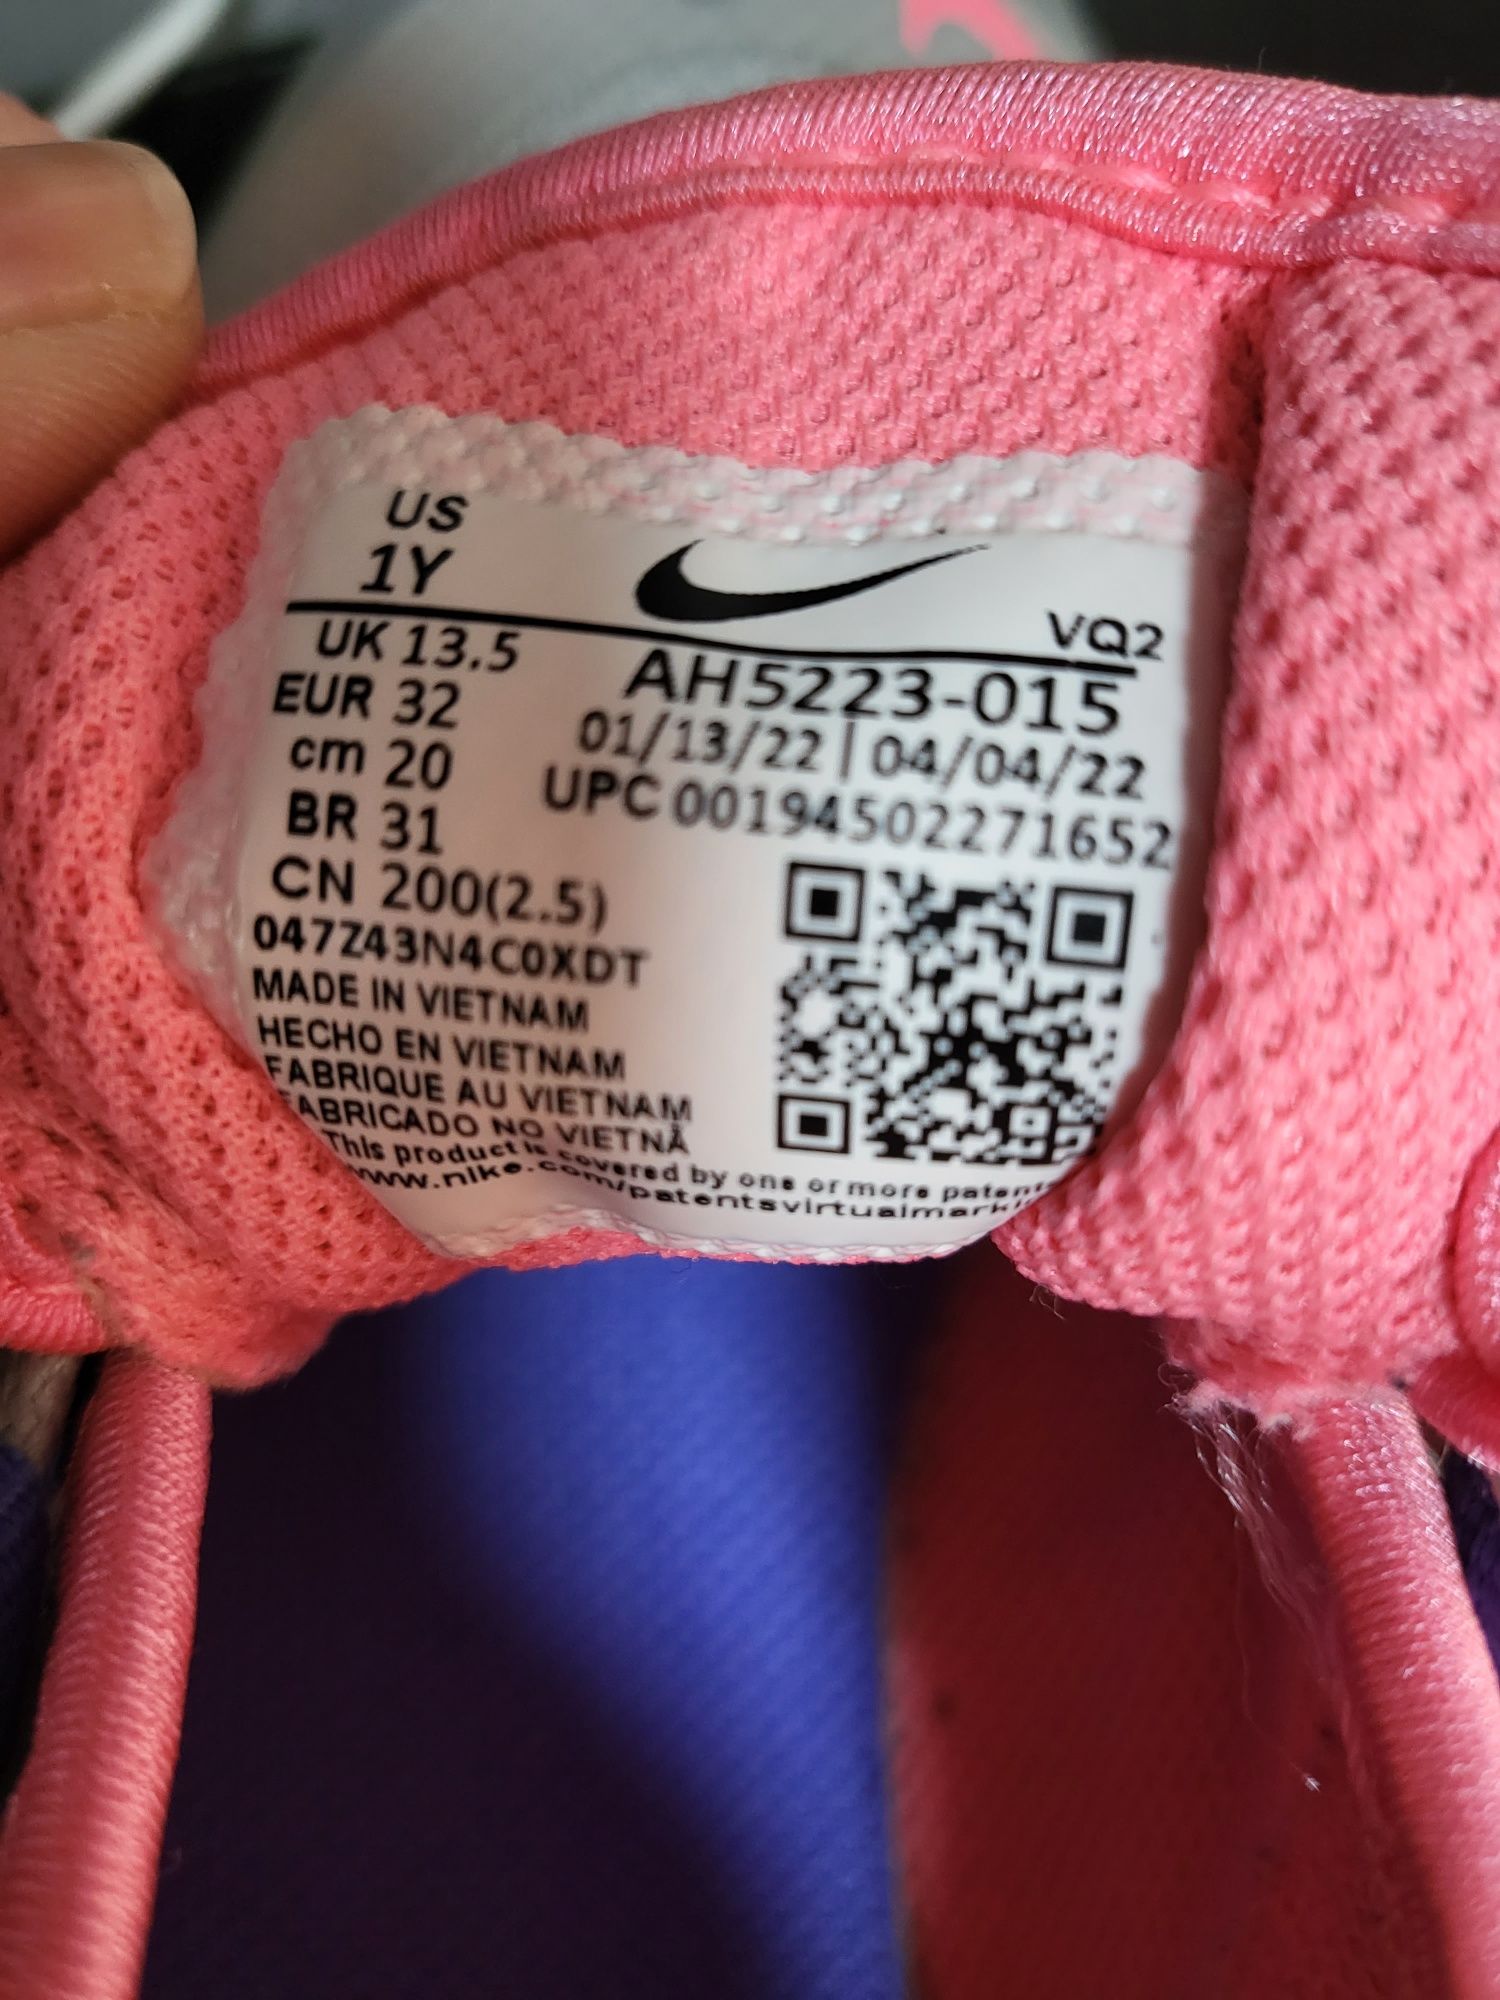 US
1Y
VQ2
UK 13.5
AH5223-015
EUR 32
01/13/22 | 04/04/22
cm 20
UPC 00194502271652
BR 31
CN 200(2.5)
047Z43N4C0XDT
MADE IN VIETNAM
HECHO EN VIETNAM
FABRIQUE AU VIETNAM
FABRICADO NO VIETNÃ
This product is covered by one or more patents
www.nike.com/patentsvirtualmarki